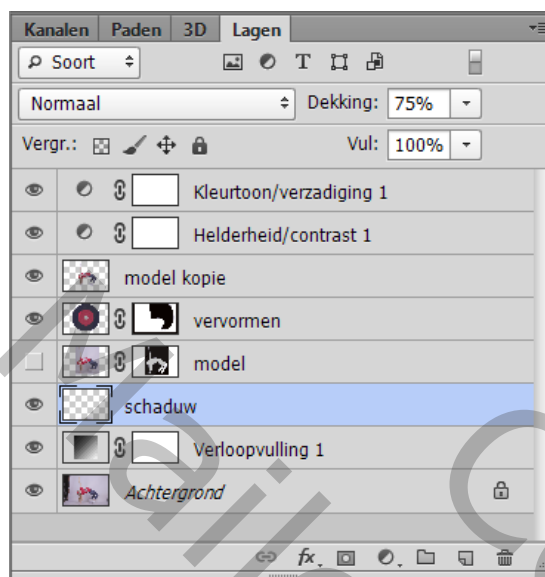 Kanalen Paden 3D Lagen
Soort T
Normaal Dekking: 75%
Vergr.: Vul: 100%
Kleurtoon/verzadiging 1
Helderheid/contrast 1
model kopie
vervormen
model
schaduw
Verloopvulling 1
Achtergrond
fx